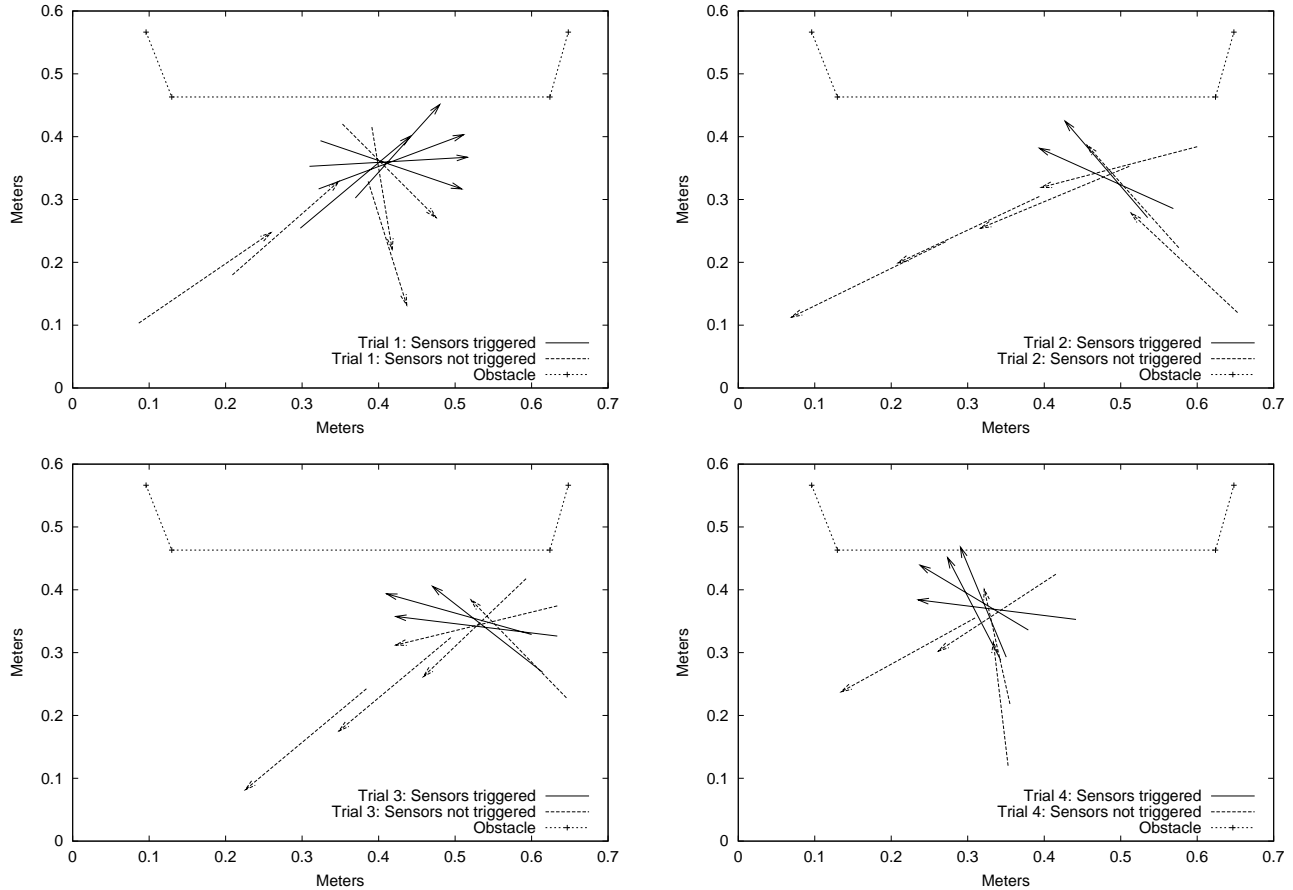 0.6
0.5
0.4
0.3
0.2
0.1
0
Meters
0 0.1 0.2 0.3 0.4 0.5 0.6 0.7
Meters
Trial 1: Sensors triggered
Trial 1: Sensors not triggered
Obstacle
0.6
0.5
0.4
0.3
0.2
0.1
0
Meters
0 0.1 0.2 0.3 0.4 0.5 0.6 0.7
Meters
Trial 2: Sensors triggered
Trial 2: Sensors not triggered
Obstacle
0.6
0.5
0.4
0.3
0.2
0.1
0
Meters
0 0.1 0.2 0.3 0.4 0.5 0.6 0.7
Meters
Trial 3: Sensors triggered
Trial 3: Sensors not triggered
Obstacle
0.6
0.5
0.4
0.3
0.2
0.1
0
Meters
0 0.1 0.2 0.3 0.4 0.5 0.6 0.7
Meters
Trial 4: Sensors triggered
Trial 4: Sensors not triggered
Obstacle